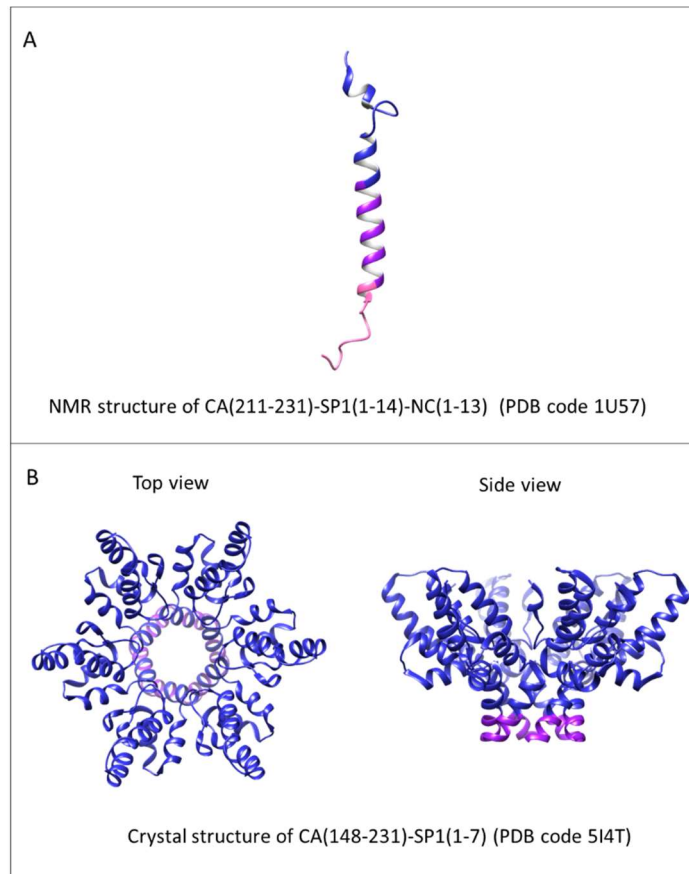 A
NMR structure of CA(211-231)-SP1(1-14)-NC(1-13) (PDB code 1U57)
B
Top view
Side view
Crystal structure of CA(148-231)-SP1(1-7) (PDB code 5I4T)